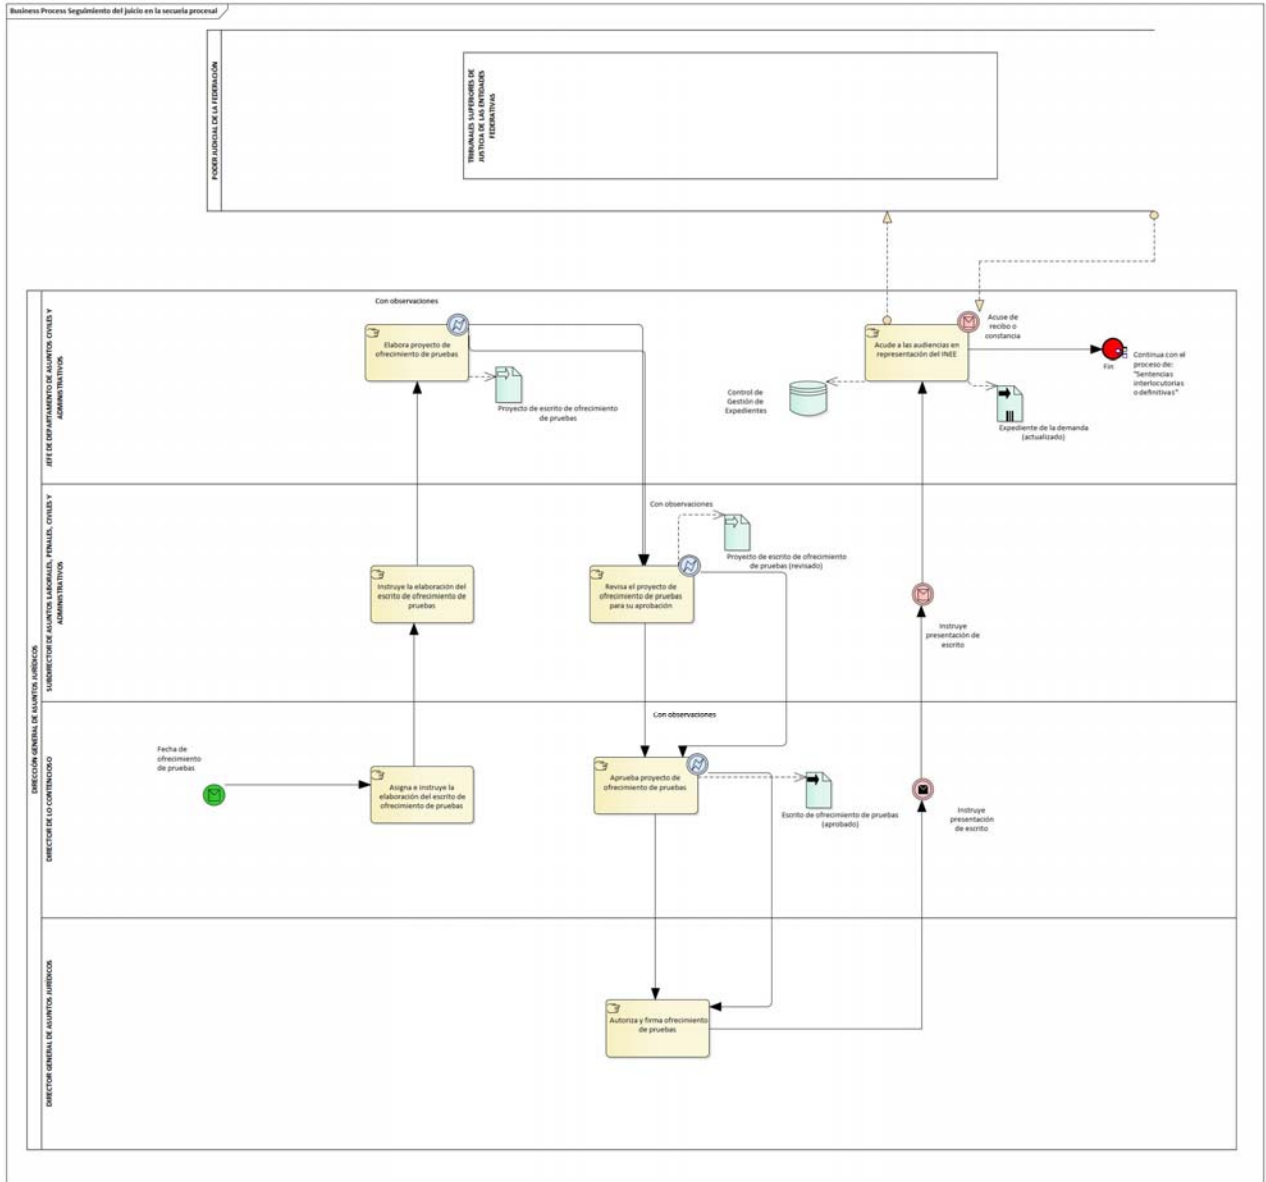 Business Process Seguimiento del juicio en la secuela procesal
PODER JUDICIAL DE LA FEDERACIÓN
TRIBUNALES SUPERIORES DE
JUSTICIA DE LAS ENTIDADES
FEDERATIVAS
DIRECCIÓN GENERAL DE ASUNTOS JURÍDICOS
JEFE DE DEPARTAMENTO DE ASUNTOS CIVILES Y
ADMINISTRATIVOS
Con observaciones
Elabora proyecto de
ofrecimiento de pruebas
Proyecto de escrito de ofrecimiento
de pruebas
Control de
Gestión de
Expedientes
Acude a las audiencias en
representación del INEE
Acuse de
recibo o
constancia
Expediente de la demanda
(actualizado)
Fin
Continua con el
proceso de:
"Sentencias
interlocutorias
o definitivas"
SUBDIRECTOR DE ASUNTOS LABORALES, PENALES, CIVILES Y
ADMINISTRATIVOS
Instruye la elaboración del
escrito de ofrecimiento de
pruebas
Con observaciones
Proyecto de escrito de ofrecimiento
de pruebas (revisado)
Revisa el proyecto de
ofrecimiento de pruebas
para su aprobación
Instruye
presentación de
escrito
DIRECTOR DE LO CONTENCIOSO
Fecha de
ofrecimiento
de pruebas
Asigna e instruye la
elaboración del escrito de
ofrecimiento de pruebas
Con observaciones
Aprueba proyecto de
ofrecimiento de pruebas
Escrito de ofrecimiento de pruebas
(aprobado)
Instruye
presentación
de escrito
DIRECTOR GENERAL DE ASUNTOS JURÍDICOS
Autoriza y firma ofrecimiento
de pruebas